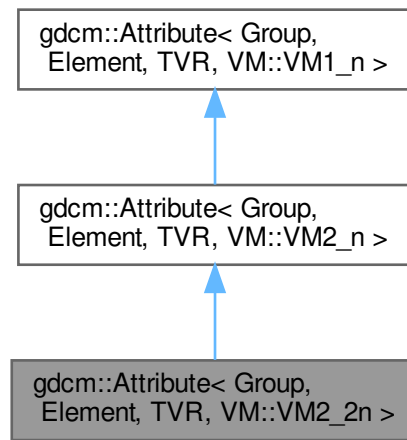 gdcm::Attribute< Group,
Element, TVR, VM::VM1_n >
gdcm::Attribute< Group,
Element, TVR, VM::VM2_n >
gdcm::Attribute< Group,
Element, TVR, VM::VM2_2n >